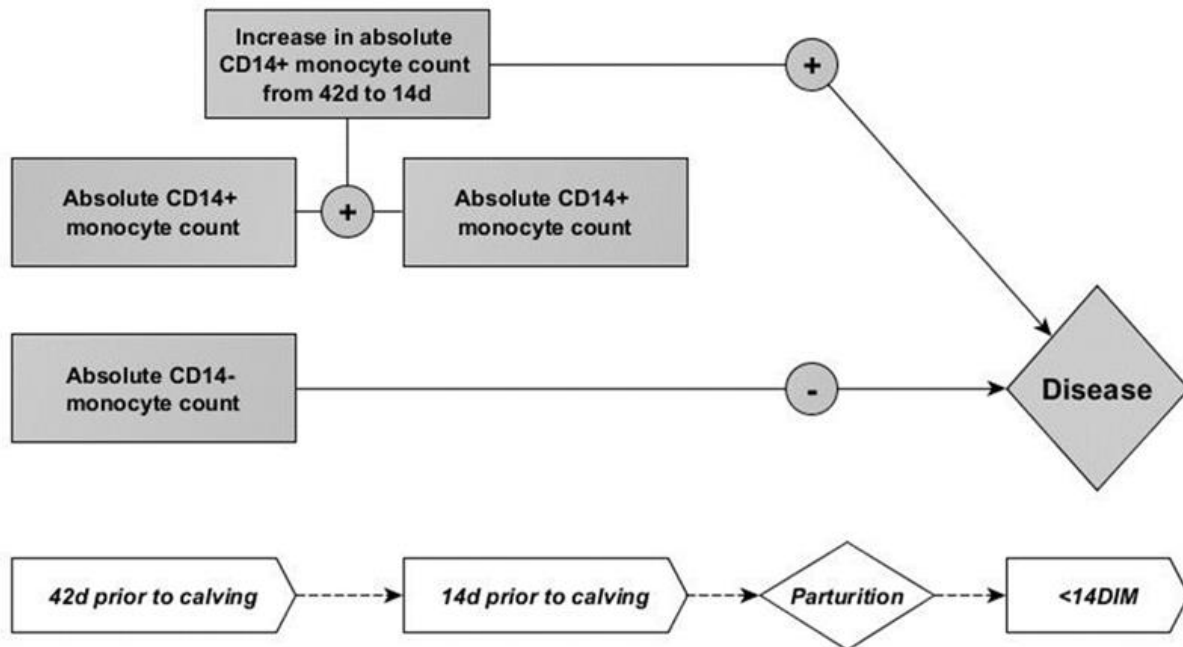 Increase in absolute
CD14+ monocyte count
from 42d to 14d
+
Absolute CD14+
monocyte count
+
Absolute CD14+
monocyte count
Absolute CD14-
monocyte count
-
Disease
42d prior to calving
14d prior to calving
Parturition
<14DIM